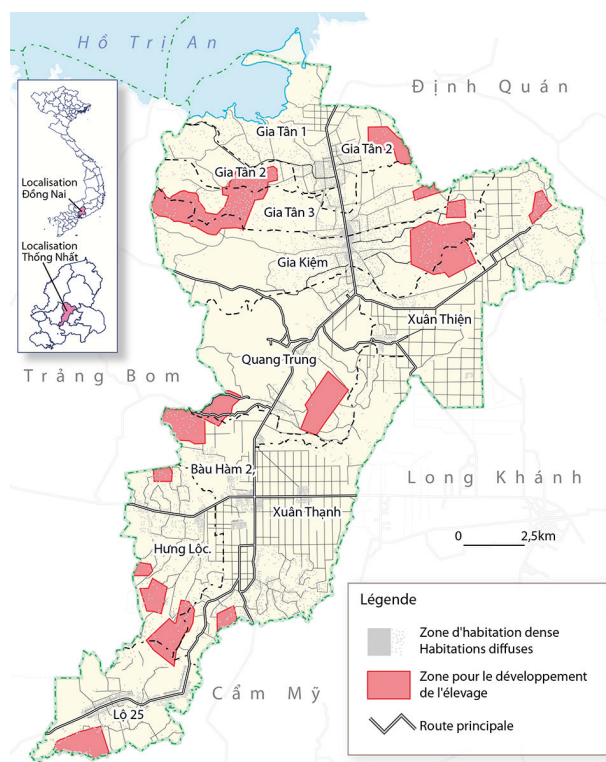 Hồ Trị An
Định Quán
Localisation
Đồng Nai
Localisation
Thống Nhất
Gia Tân 1
Gia Tân 2
Gia Tân 2
Gia Tân 3
Gia Kiệm
Xuân Thiện
Quang Trung
Trảng Bom
Bàu Hàm 2
Long Khánh
Xuân Thạnh
Hưng Lộc.
0 2,5km
Cẩm Mỹ
Lộ 25
Légende
Zone d'habitation dense
Habitations diffuses
Zone pour le développement
de l'élevage
Route principale